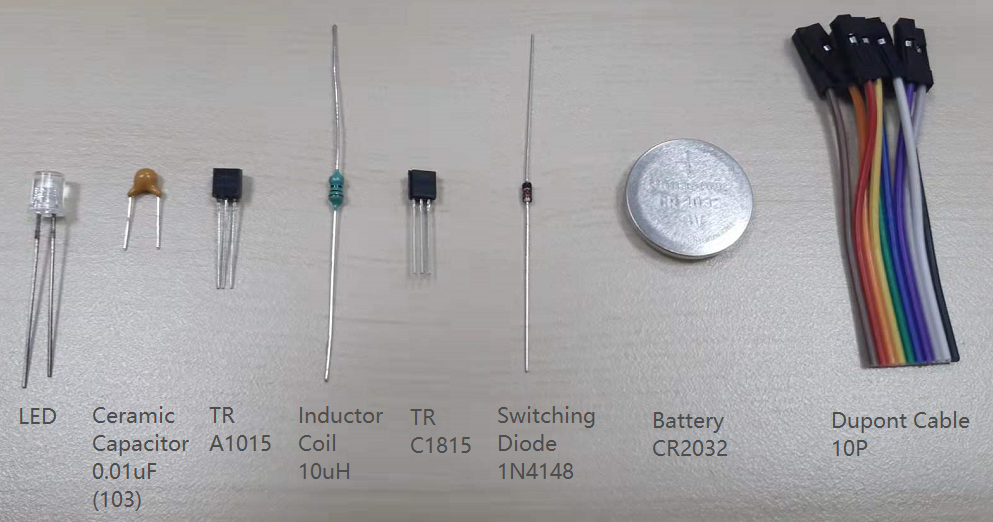 LED
Ceramic
Capacitor
0.01uF
(103)
TR
A1015
Inductor
Coil
10uH
TR
C1815
Switching
Diode
1N4148
Battery
CR2032
Dupont Cable
10P